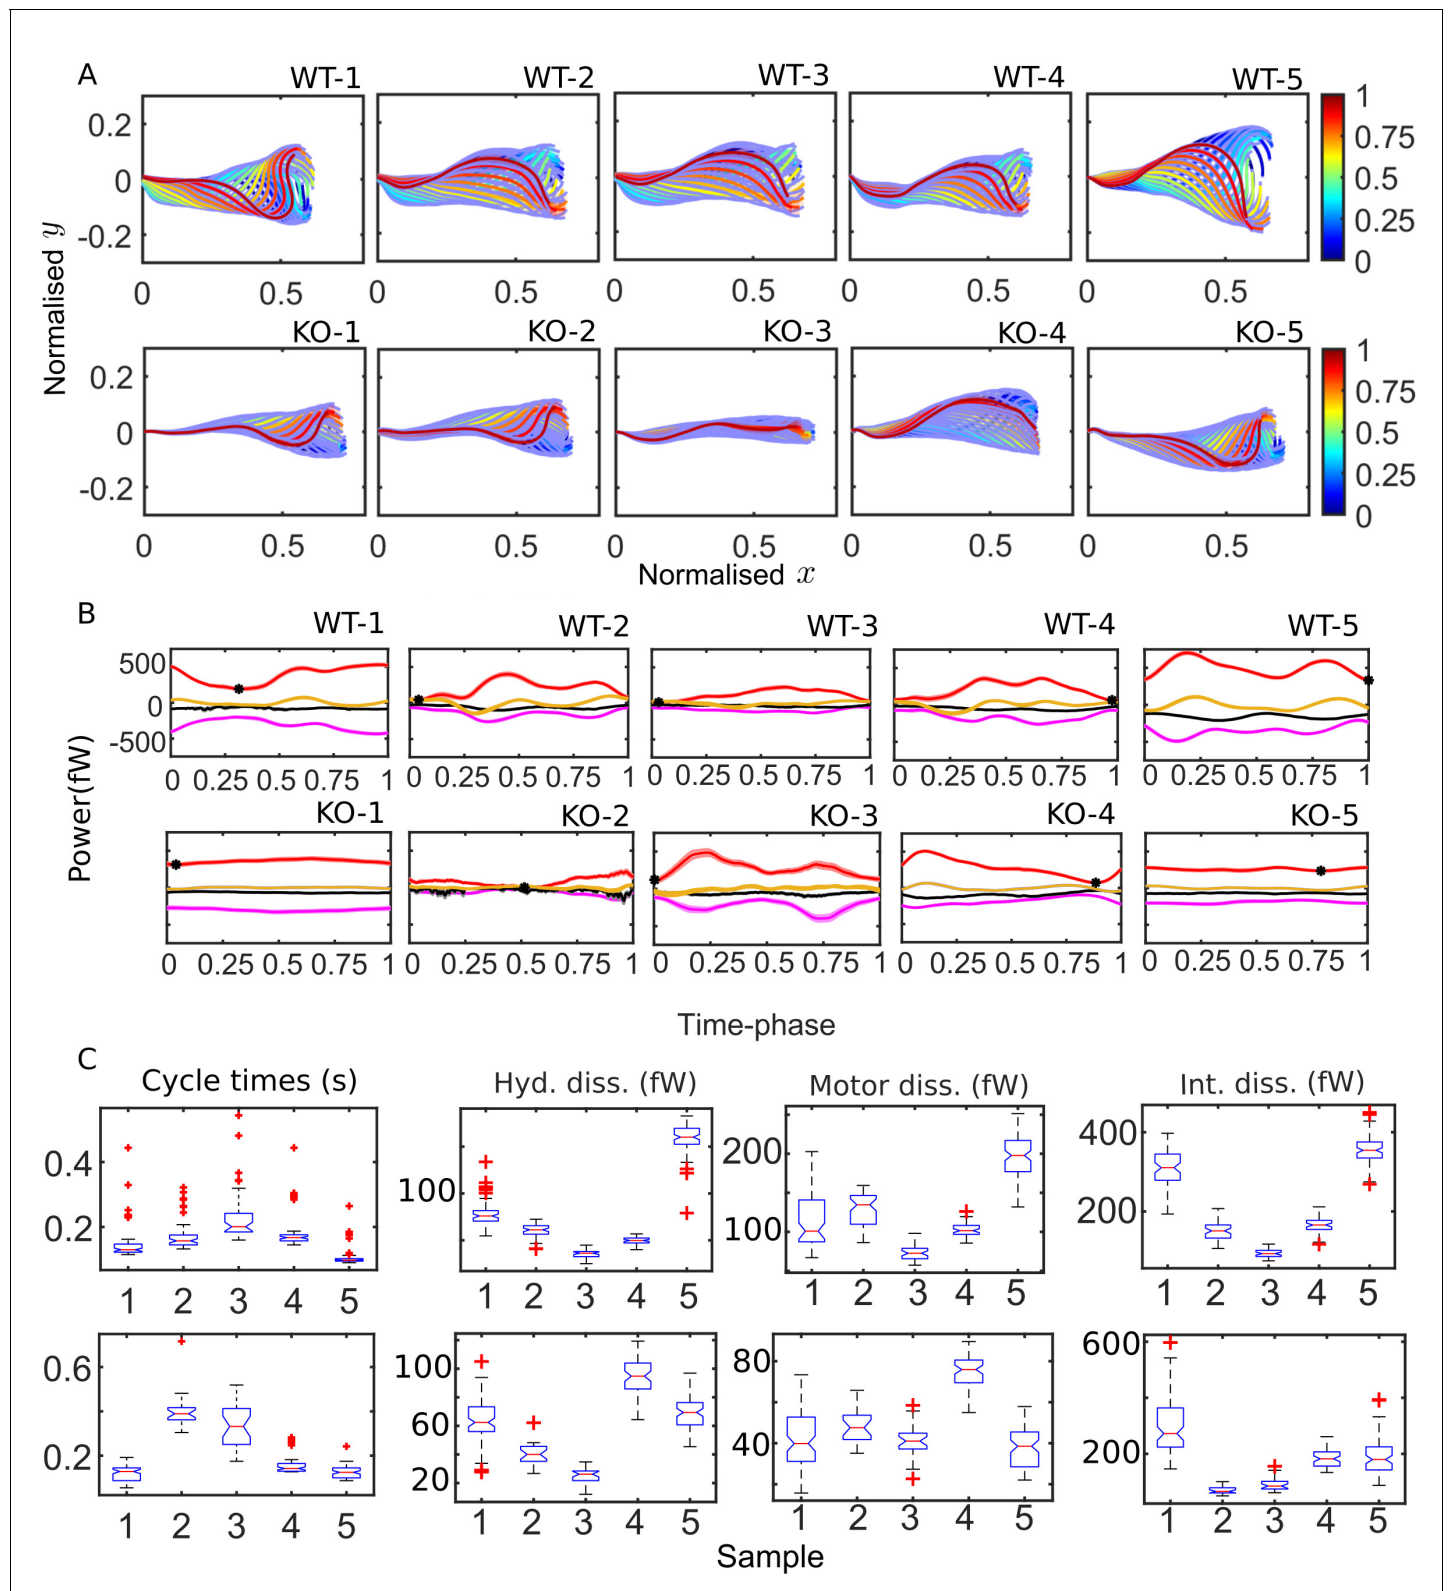 A
WT-1 WT-2 WT-3 WT-4 WT-5
0.2
0
-0.2
1
0.75
0.5
0.25
0
0 0.5 0 0.5 0 0.5 0 0.5 0 0.5
Normalised y
KO-1 KO-2 KO-3 KO-4 KO-5
0.2
0
-0.2
1
0.75
0.5
0.25
0
0 0.5 0 0.5 0 0.5 0 0.5 0 0.5
Normalised x
B
WT-1 WT-2 WT-3 WT-4 WT-5
500
0
-500
0 0.25 0.5 0.75 1 0 0.25 0.5 0.75 1 0 0.25 0.5 0.75 1 0 0.25 0.5 0.75 1 0 0.25 0.5 0.75 1
Power(fW)
KO-1 KO-2 KO-3 KO-4 KO-5
0 0.25 0.5 0.75 1 0 0.25 0.5 0.75 1 0 0.25 0.5 0.75 1 0 0.25 0.5 0.75 1 0 0.25 0.5 0.75 1
Time-phase
C
Cycle times (s) Hyd. diss. (fW) Motor diss. (fW) Int. diss. (fW)
0.4
0.2
1 2 3 4 5
100
1 2 3 4 5
200
100
1 2 3 4 5
400
200
1 2 3 4 5
0.6
0.2
1 2 3 4 5
100
60
20
1 2 3 4 5
80
40
1 2 3 4 5
600
200
1 2 3 4 5
Sample